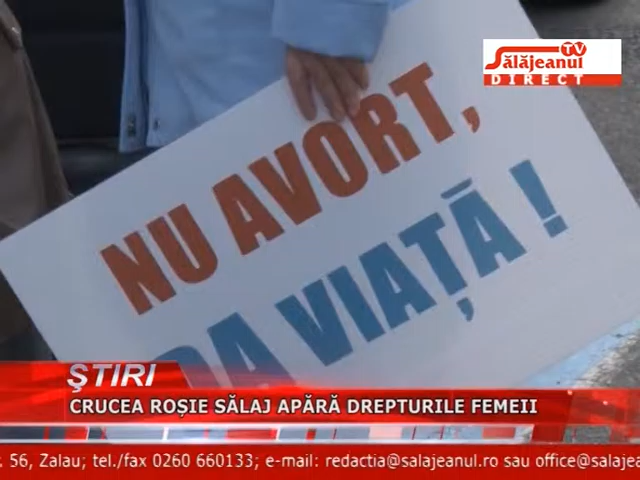 Sălăjeanul TV
DIRECT
NU AVORT,
DA VIAȚĂ!
ŞTIRI
CRUCEA ROȘIE SĂLAJ APĂRĂ DREPTURILE FEMEII
. 56, Zalau; tel./fax 0260 660133; e-mail: redactia@salajeanul.ro sau office@salajea